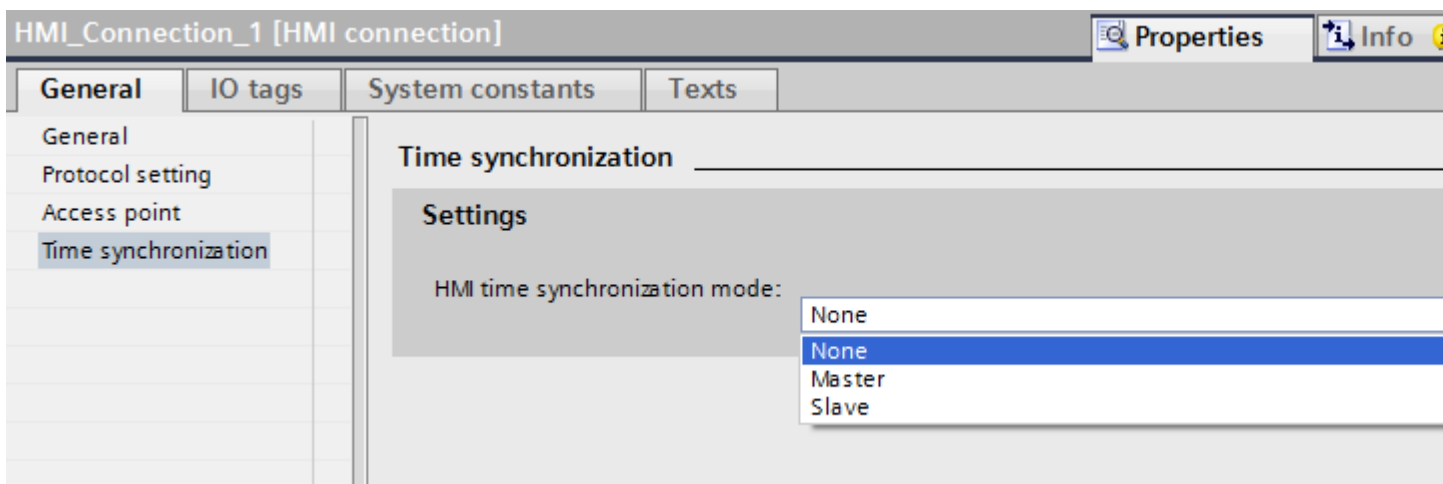 HMI_Connection_1 [HMI connection]
Properties
Info
General
IO tags
System constants
Texts
General
Protocol setting
Access point
Time synchronization
Time synchronization
Settings
HMI time synchronization mode:
None
None
Master
Slave